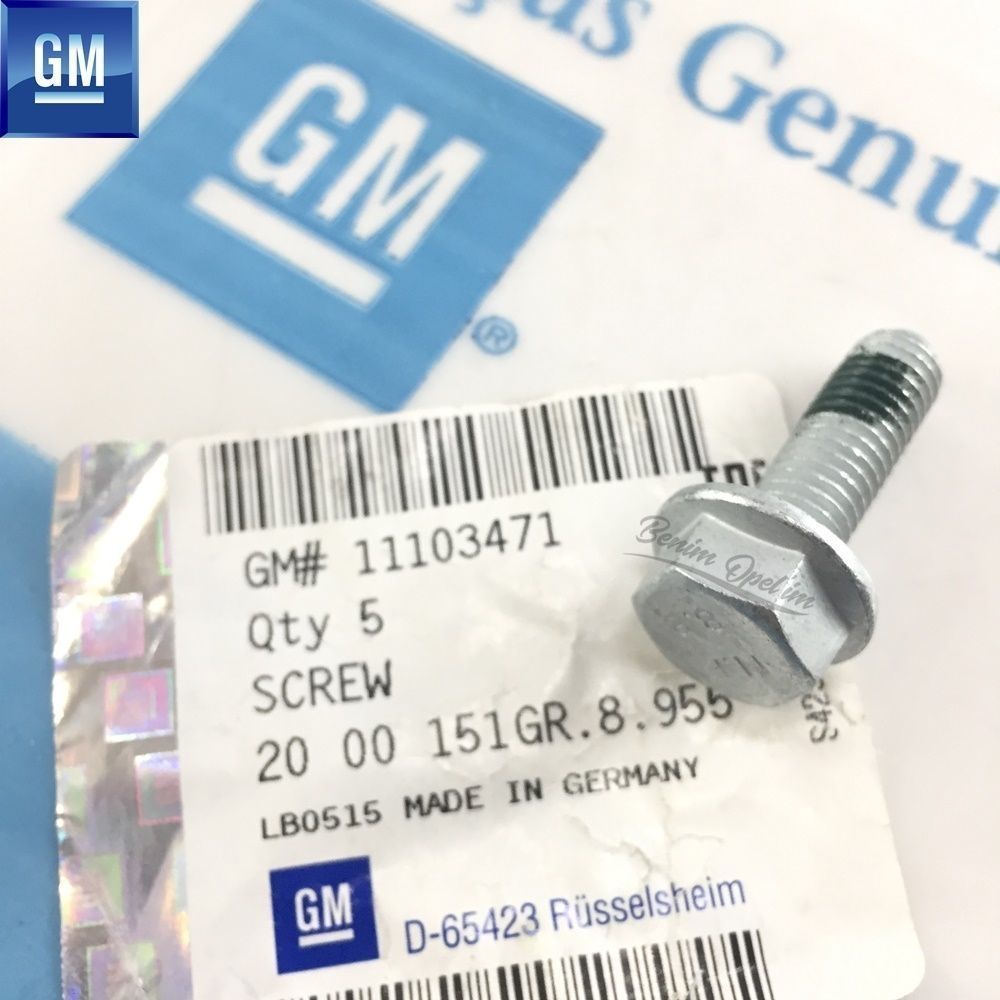 GM
GM
®
Genu
GM# 11103471
Qty 5
SCREW
20 00 151GR.8.955
LB0515 MADE IN GERMANY
GM
D-65423 Rüsselsheim
Benim Opelim